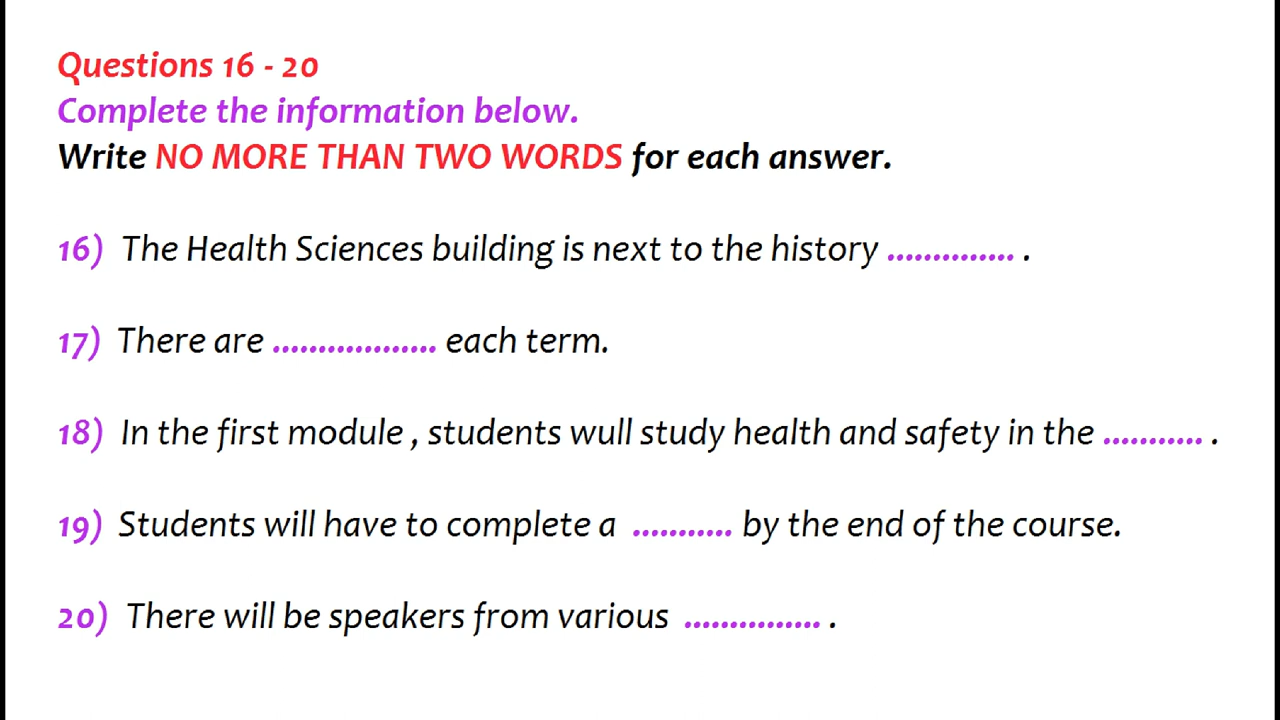 Questions 16 - 20
Complete the information below.
Write NO MORE THAN TWO WORDS for each answer.
16) The Health Sciences building is next to the history .............. .
17) There are .................. each term.
18) In the first module , students wull study health and safety in the ........... .
19) Students will have to complete a ........... by the end of the course.
20) There will be speakers from various ............... .